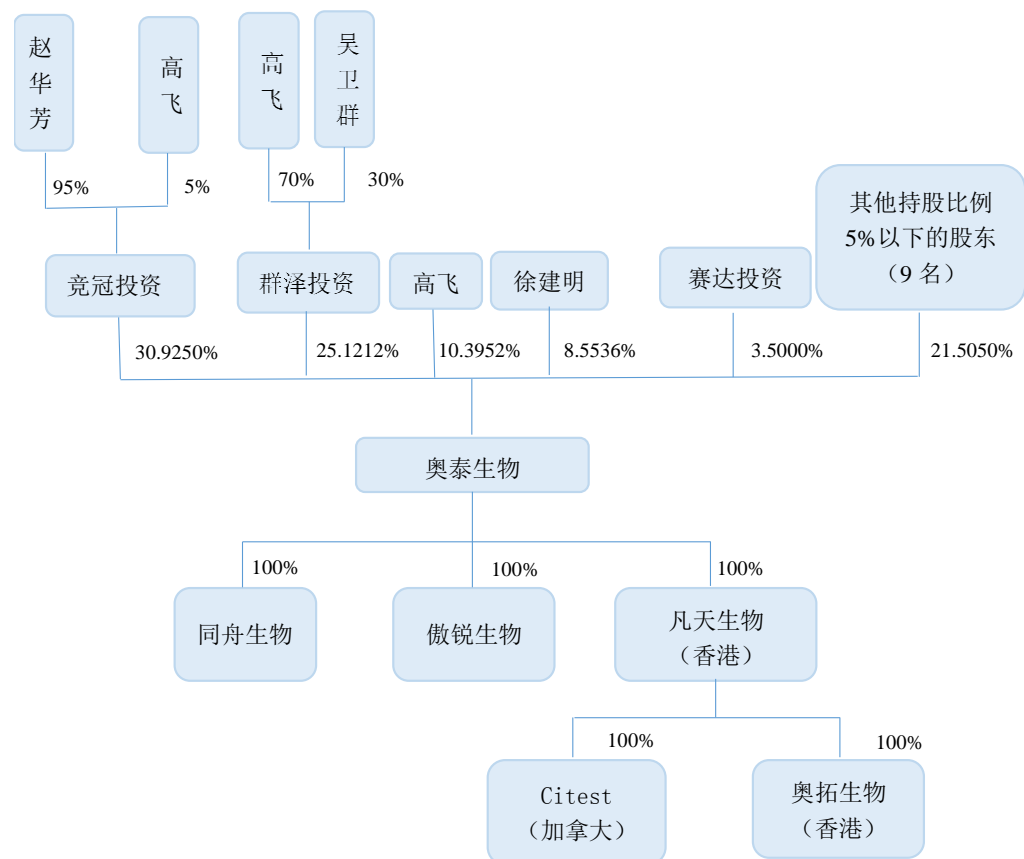 赵华芳
高飞
高飞
吴卫群
95%
5%
70%
30%
其他持股比例
5%以下的股东
（9 名）
竞冠投资
群泽投资
高飞
徐建明
赛达投资
30.9250%
25.1212%
10.3952%
8.5536%
3.5000%
21.5050%
奥泰生物
100%
100%
100%
同舟生物
傲锐生物
凡天生物
（香港）
100%
100%
Citest
（加拿大）
奥拓生物
（香港）